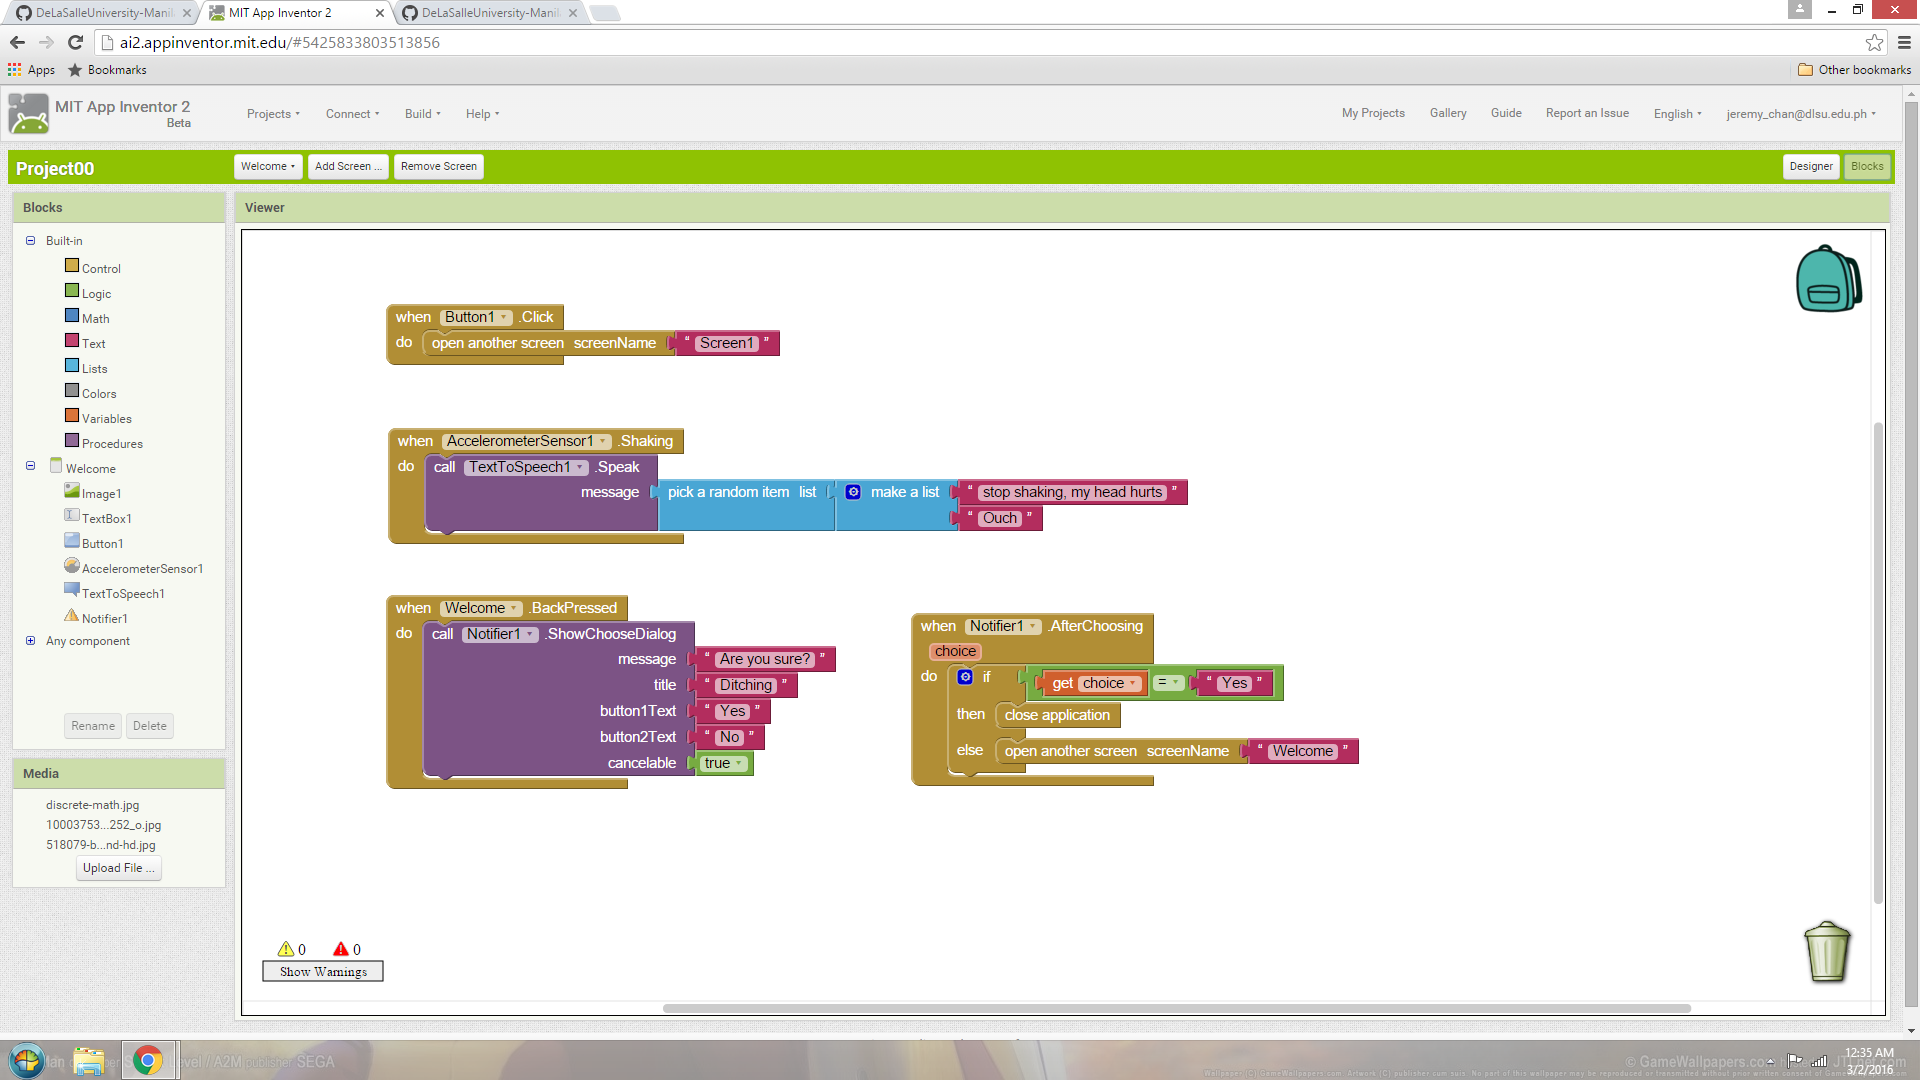 DeLaSalleUniversity-Manil
MIT App Inventor 2
DeLaSalleUniversity-Manil
ai2.appinventor.mit.edu/#5425833803513856
Apps
Bookmarks
Other bookmarks
MIT App Inventor 2
Beta
Projects
Connect
Build
Help
My Projects
Gallery
Guide
Report an Issue
English
jeremy_chan@dlsu.edu.ph
Project00
Welcome
Add Screen ...
Remove Screen
Designer
Blocks
Blocks
Built-in
Control
Logic
Math
Text
Lists
Colors
Variables
Procedures
Welcome
Image1
TextBox1
Button1
AccelerometerSensor1
TextToSpeech1
Notifier1
Any component
Rename
Delete
Media
discrete-math.jpg
10003753...252_o.jpg
518079-b...nd-hd.jpg
Upload File ...
Viewer
when Button1 .Click
do open another screen screenName " Screen1 "
when AccelerometerSensor1 .Shaking
do call TextToSpeech1 .Speak
message pick a random item list make a list " stop shaking, my head hurts "
" Ouch "
when Welcome .BackPressed
do call Notifier1 .ShowChooseDialog
message " Are you sure? "
title " Ditching "
button1Text " Yes "
button2Text " No "
cancelable true
when Notifier1 .AfterChoosing
choice
do if get choice = " Yes "
then close application
else open another screen screenName " Welcome "
0 0
Show Warnings
evel / A2M publisher SEGA
© GameWallpapers.com
12:35 AM
3/2/2016